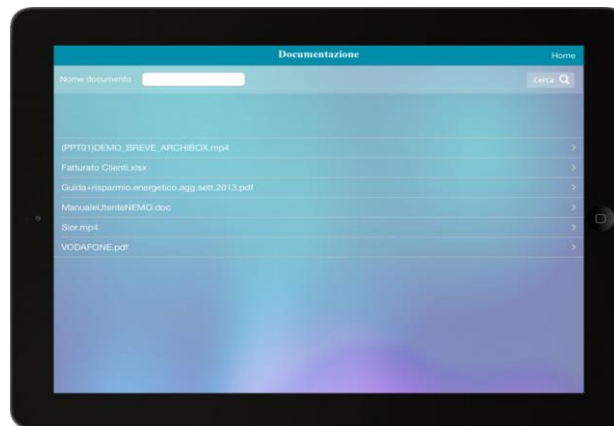 Documentazione
Home
Nome documento
Cerca
(PPT01)DEMO_BREVE_ARCHIBOX.mp4
Fatturato Clienti.xlsx
Guida+risparmio.energetico.agg.sett.2013.pdf
ManualeUtenteNEMO.doc
Sior.mp4
VODAFONE.pdf